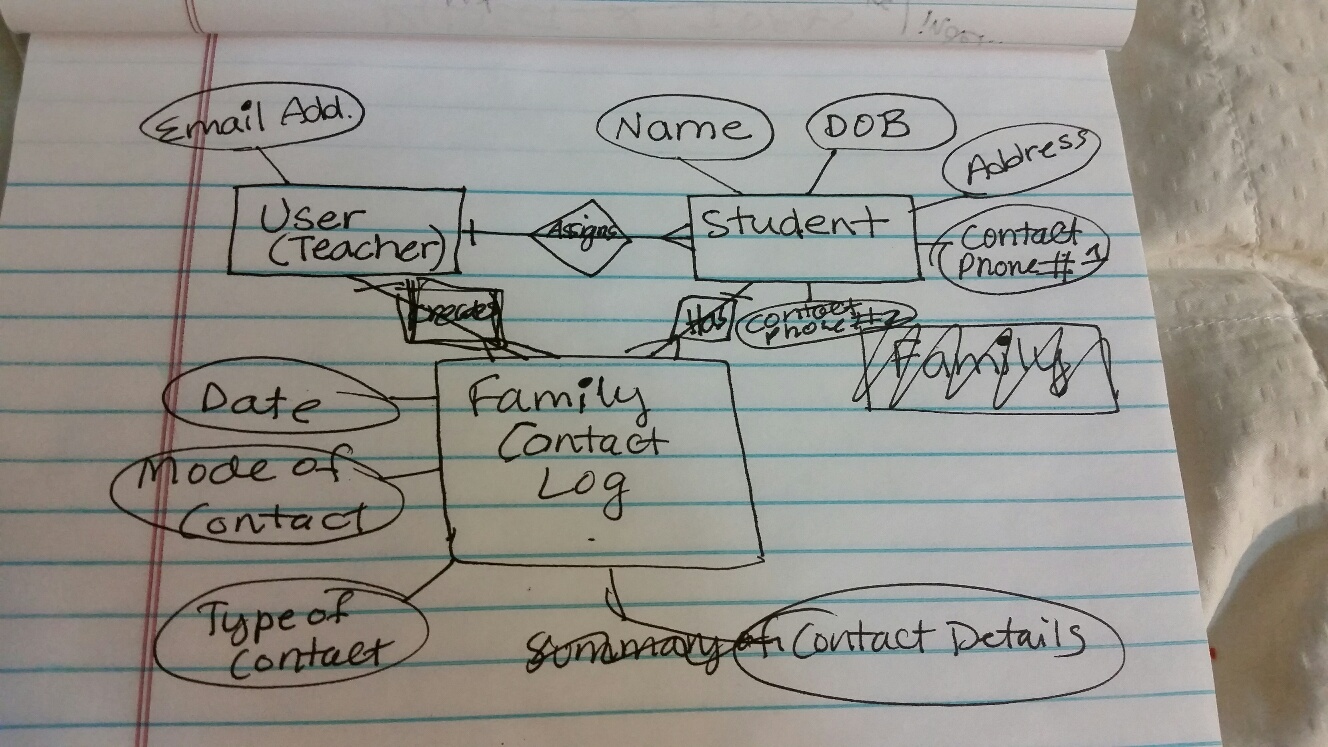 Email Add.
Name
DOB
Address
User
(Teacher)
Assigns
Student
Contact
Phone # 1
Creates
Has
Contact
Phone #2
Family
Date
Family
Contact
Log
Mode of
Contact
Type of
Contact
Summary of
Contact Details